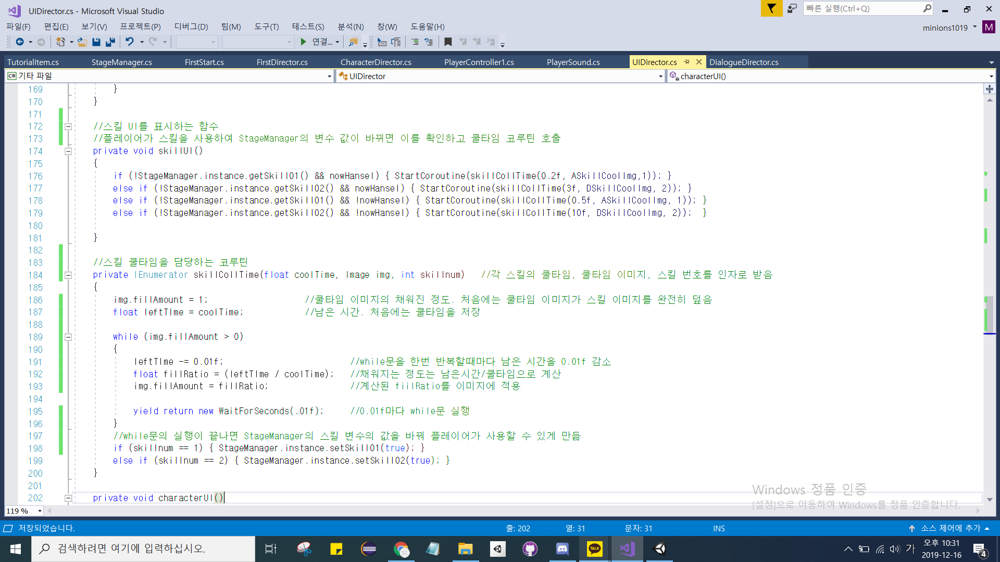 UIDirector.cs - Microsoft Visual Studio
빠른 실행(Ctrl+Q)
파일(F) 편집(E) 보기(V) 프로젝트(P) 디버그(D) 팀(M) 도구(T) 테스트(S) 분석(N) 창(W) 도움말(H)
minions1019 M
연결...
TutorialItem.cs StageManager.cs FirstStart.cs FirstDirector.cs CharacterDirector.cs PlayerController1.cs PlayerSound.cs UIDirector.cs DialogueDirector.cs
C# 기타 파일 UIDirector characterUI()
169 }
170 }
171
172 //스킬 UI를 표시하는 함수
173 //플레이어가 스킬을 사용하여 StageManager의 변수 값이 바뀌면 이를 확인하고 쿨타임 코루틴 호출
174 private void skillUI()
175 {
176 if (!StageManager.instance.getSkill01() && nowHansel) { StartCoroutine(skillCollTime(0.2f, ASkillCoolImg,1)); }
177 else if (!StageManager.instance.getSkill02() && nowHansel) { StartCoroutine(skillCollTime(3f, DSkillCoolImg, 2)); }
178 else if (!StageManager.instance.getSkill01() && !nowHansel) { StartCoroutine(skillCollTime(0.5f, ASkillCoolImg, 1)); }
179 else if (!StageManager.instance.getSkill02() && !nowHansel) { StartCoroutine(skillCollTime(10f, DSkillCoolImg, 2));  }
180
181 }
182
183 //스킬 쿨타임을 담당하는 코루틴
184 private IEnumerator skillCollTime(float coolTime, Image img, int skillnum) //각 스킬의 쿨타임, 쿨타임 이미지, 스킬 번호를 인자로 받음
185 {
186 img.fillAmount = 1; //쿨타임 이미지의 채워진 정도. 처음에는 쿨타임 이미지가 스킬 이미지를 완전히 덮음
187 float leftTIme = coolTime; //남은 시간. 처음에는 쿨타임을 저장
188
189 while (img.fillAmount > 0)
190 {
191 leftTIme -= 0.01f; //while문을 한번 반복할때마다 남은 시간을 0.01f 감소
192 float fillRatio = (leftTIme / coolTime); //채워지는 정도는 남은시간/쿨타임으로 계산
193 img.fillAmount = fillRatio; //계산된 fiilRatio를 이미지에 적용
194
195 yield return new WaitForSeconds(.01f); //0.01f마다 while문 실행
196 }
197 //while문의 실행이 끝나면 StageManager의 스킬 변수의 값을 바꿔 플레이어가 사용할 수 있게 만듦
198 if (skillnum == 1) { StageManager.instance.setSkill01(true); }
199 else if (skillnum == 2) { StageManager.instance.setSkill02(true); }
200 }
201
202 private void characterUI()
Windows 정품 인증
[설정]으로 이동하여 Windows를 정품 인증합니다.
119 %
저장되었습니다. 줄: 202 열: 31 문자: 31 INS 소스 제어에 추가
검색하려면 여기에 입력하십시오. TALK 가 오후 10:31
2019-12-16 4